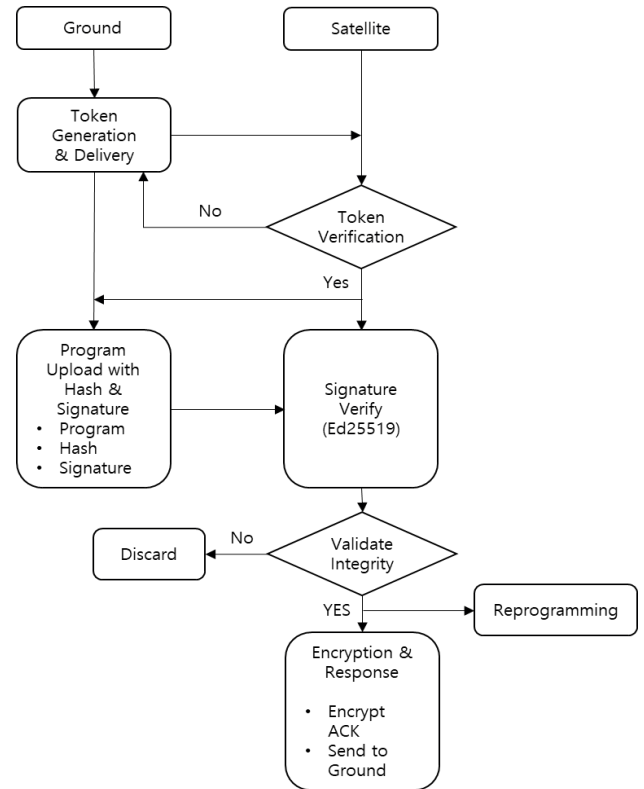 Ground
Satellite
Token
Generation
& Delivery
No
Token
Verification
Yes
Program
Upload with
Hash &
Signature
• Program
• Hash
• Signature
Signature
Verify
(Ed25519)
No
Discard
Validate
Integrity
YES
Reprogramming
Encryption &
Response
• Encrypt
ACK
• Send to
Ground